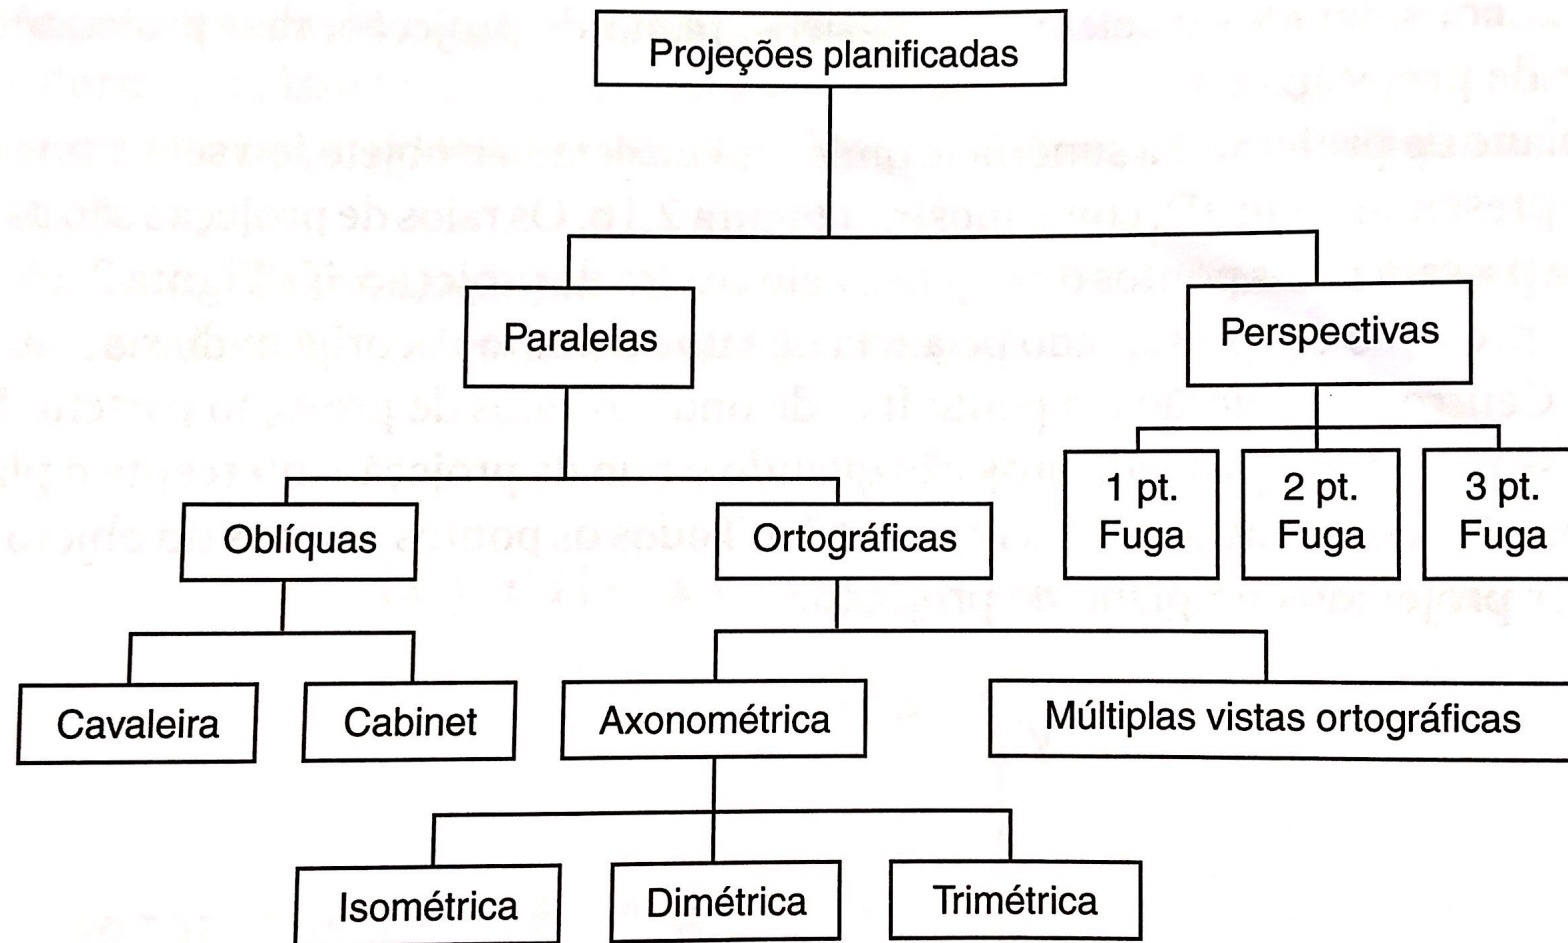 Projeções planificadas
Paralelas
Perspectivas
1 pt.
Fuga
2 pt.
Fuga
3 pt.
Fuga
Oblíquas
Ortográficas
Cavaleira
Cabinet
Axonométrica
Múltiplas vistas ortográficas
Isométrica
Dimétrica
Trimétrica